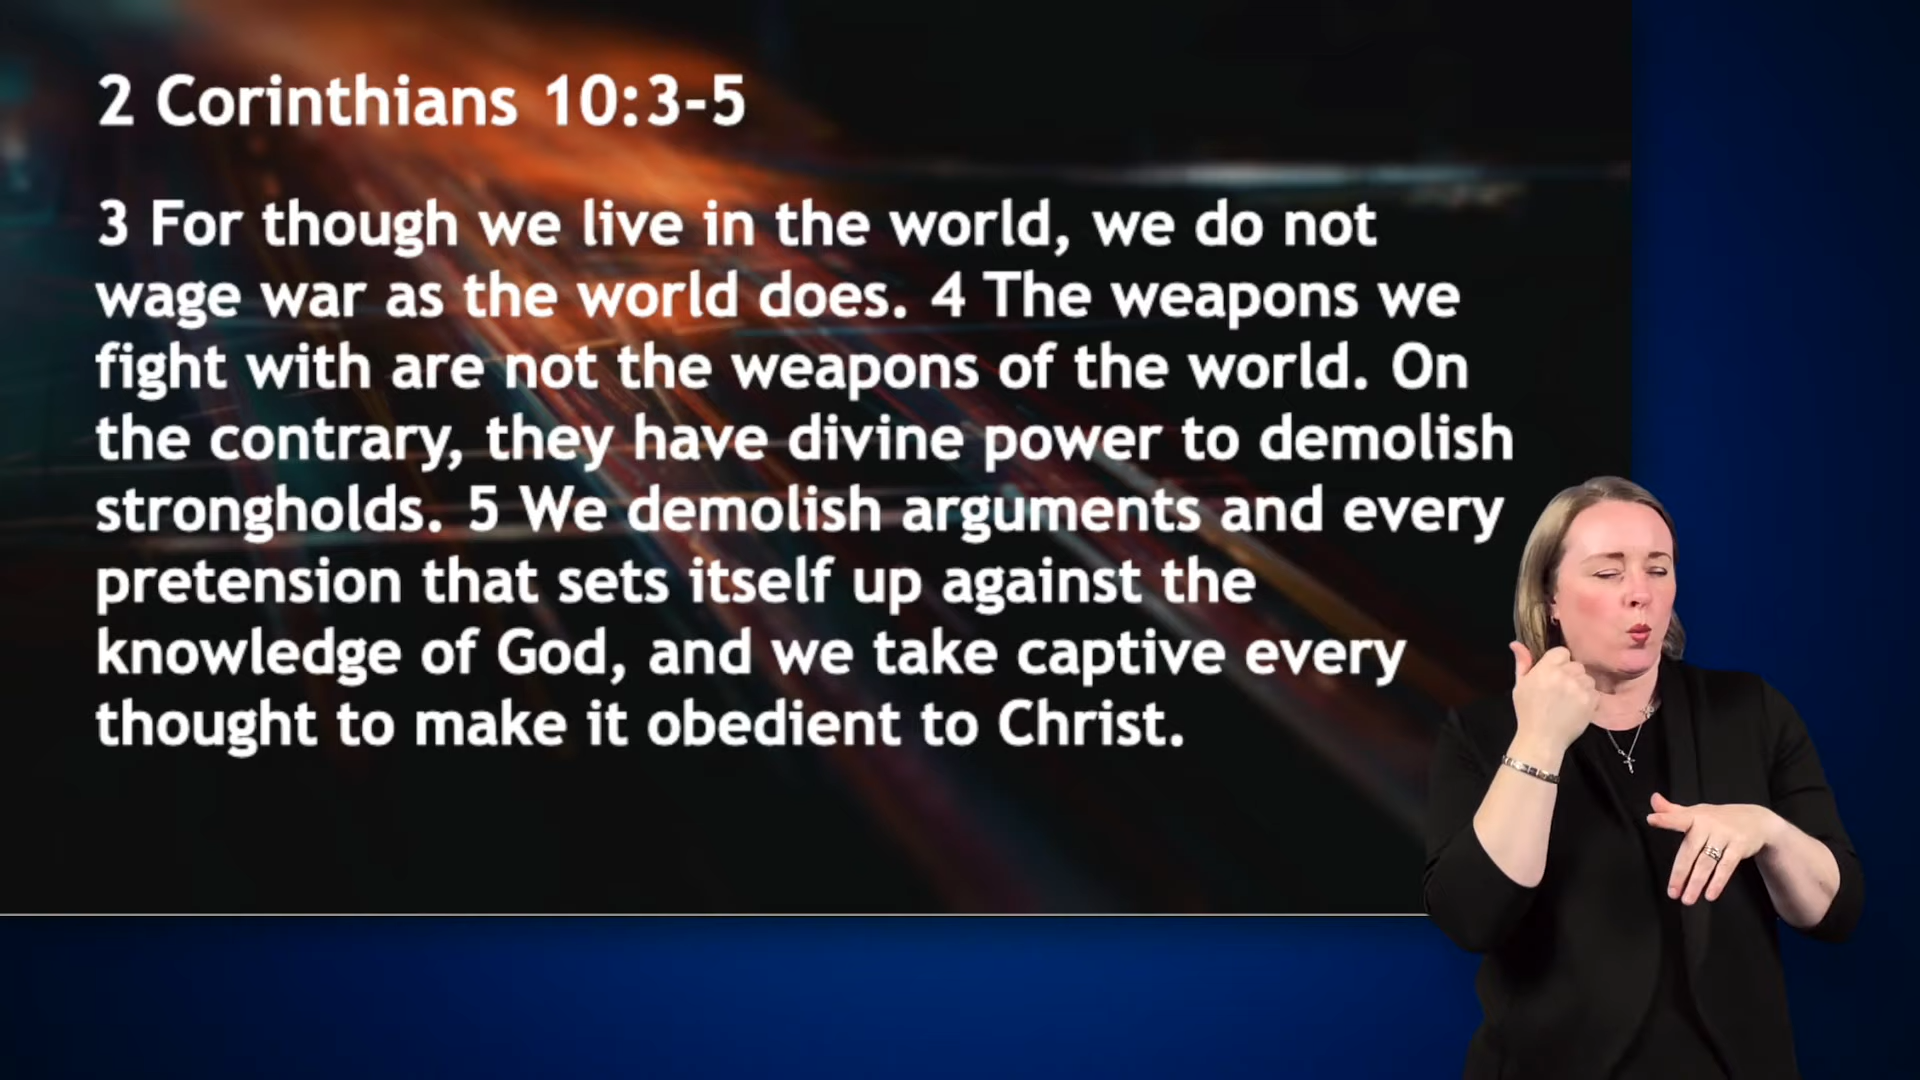 2 Corinthians 10:3-5
3 For though we live in the world, we do not
wage war as the world does. 4 The weapons we
fight with are not the weapons of the world. On
the contrary, they have divine power to demolish
strongholds. 5 We demolish arguments and every
pretension that sets itself up against the
knowledge of God, and we take captive every
thought to make it obedient to Christ.